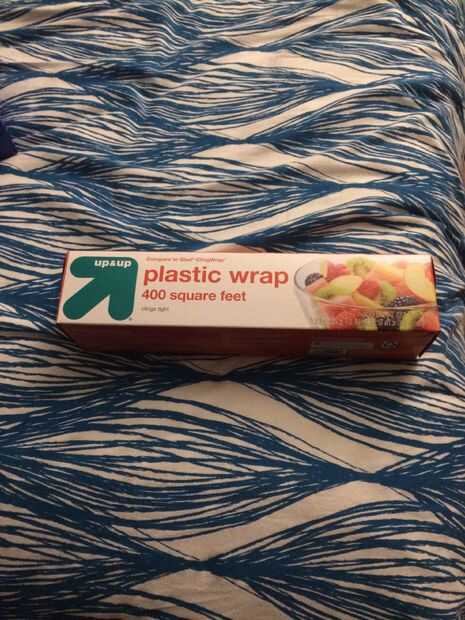 up&up
Compare to Glad® ClingWrap®
plastic wrap
400 square feet
clings tight